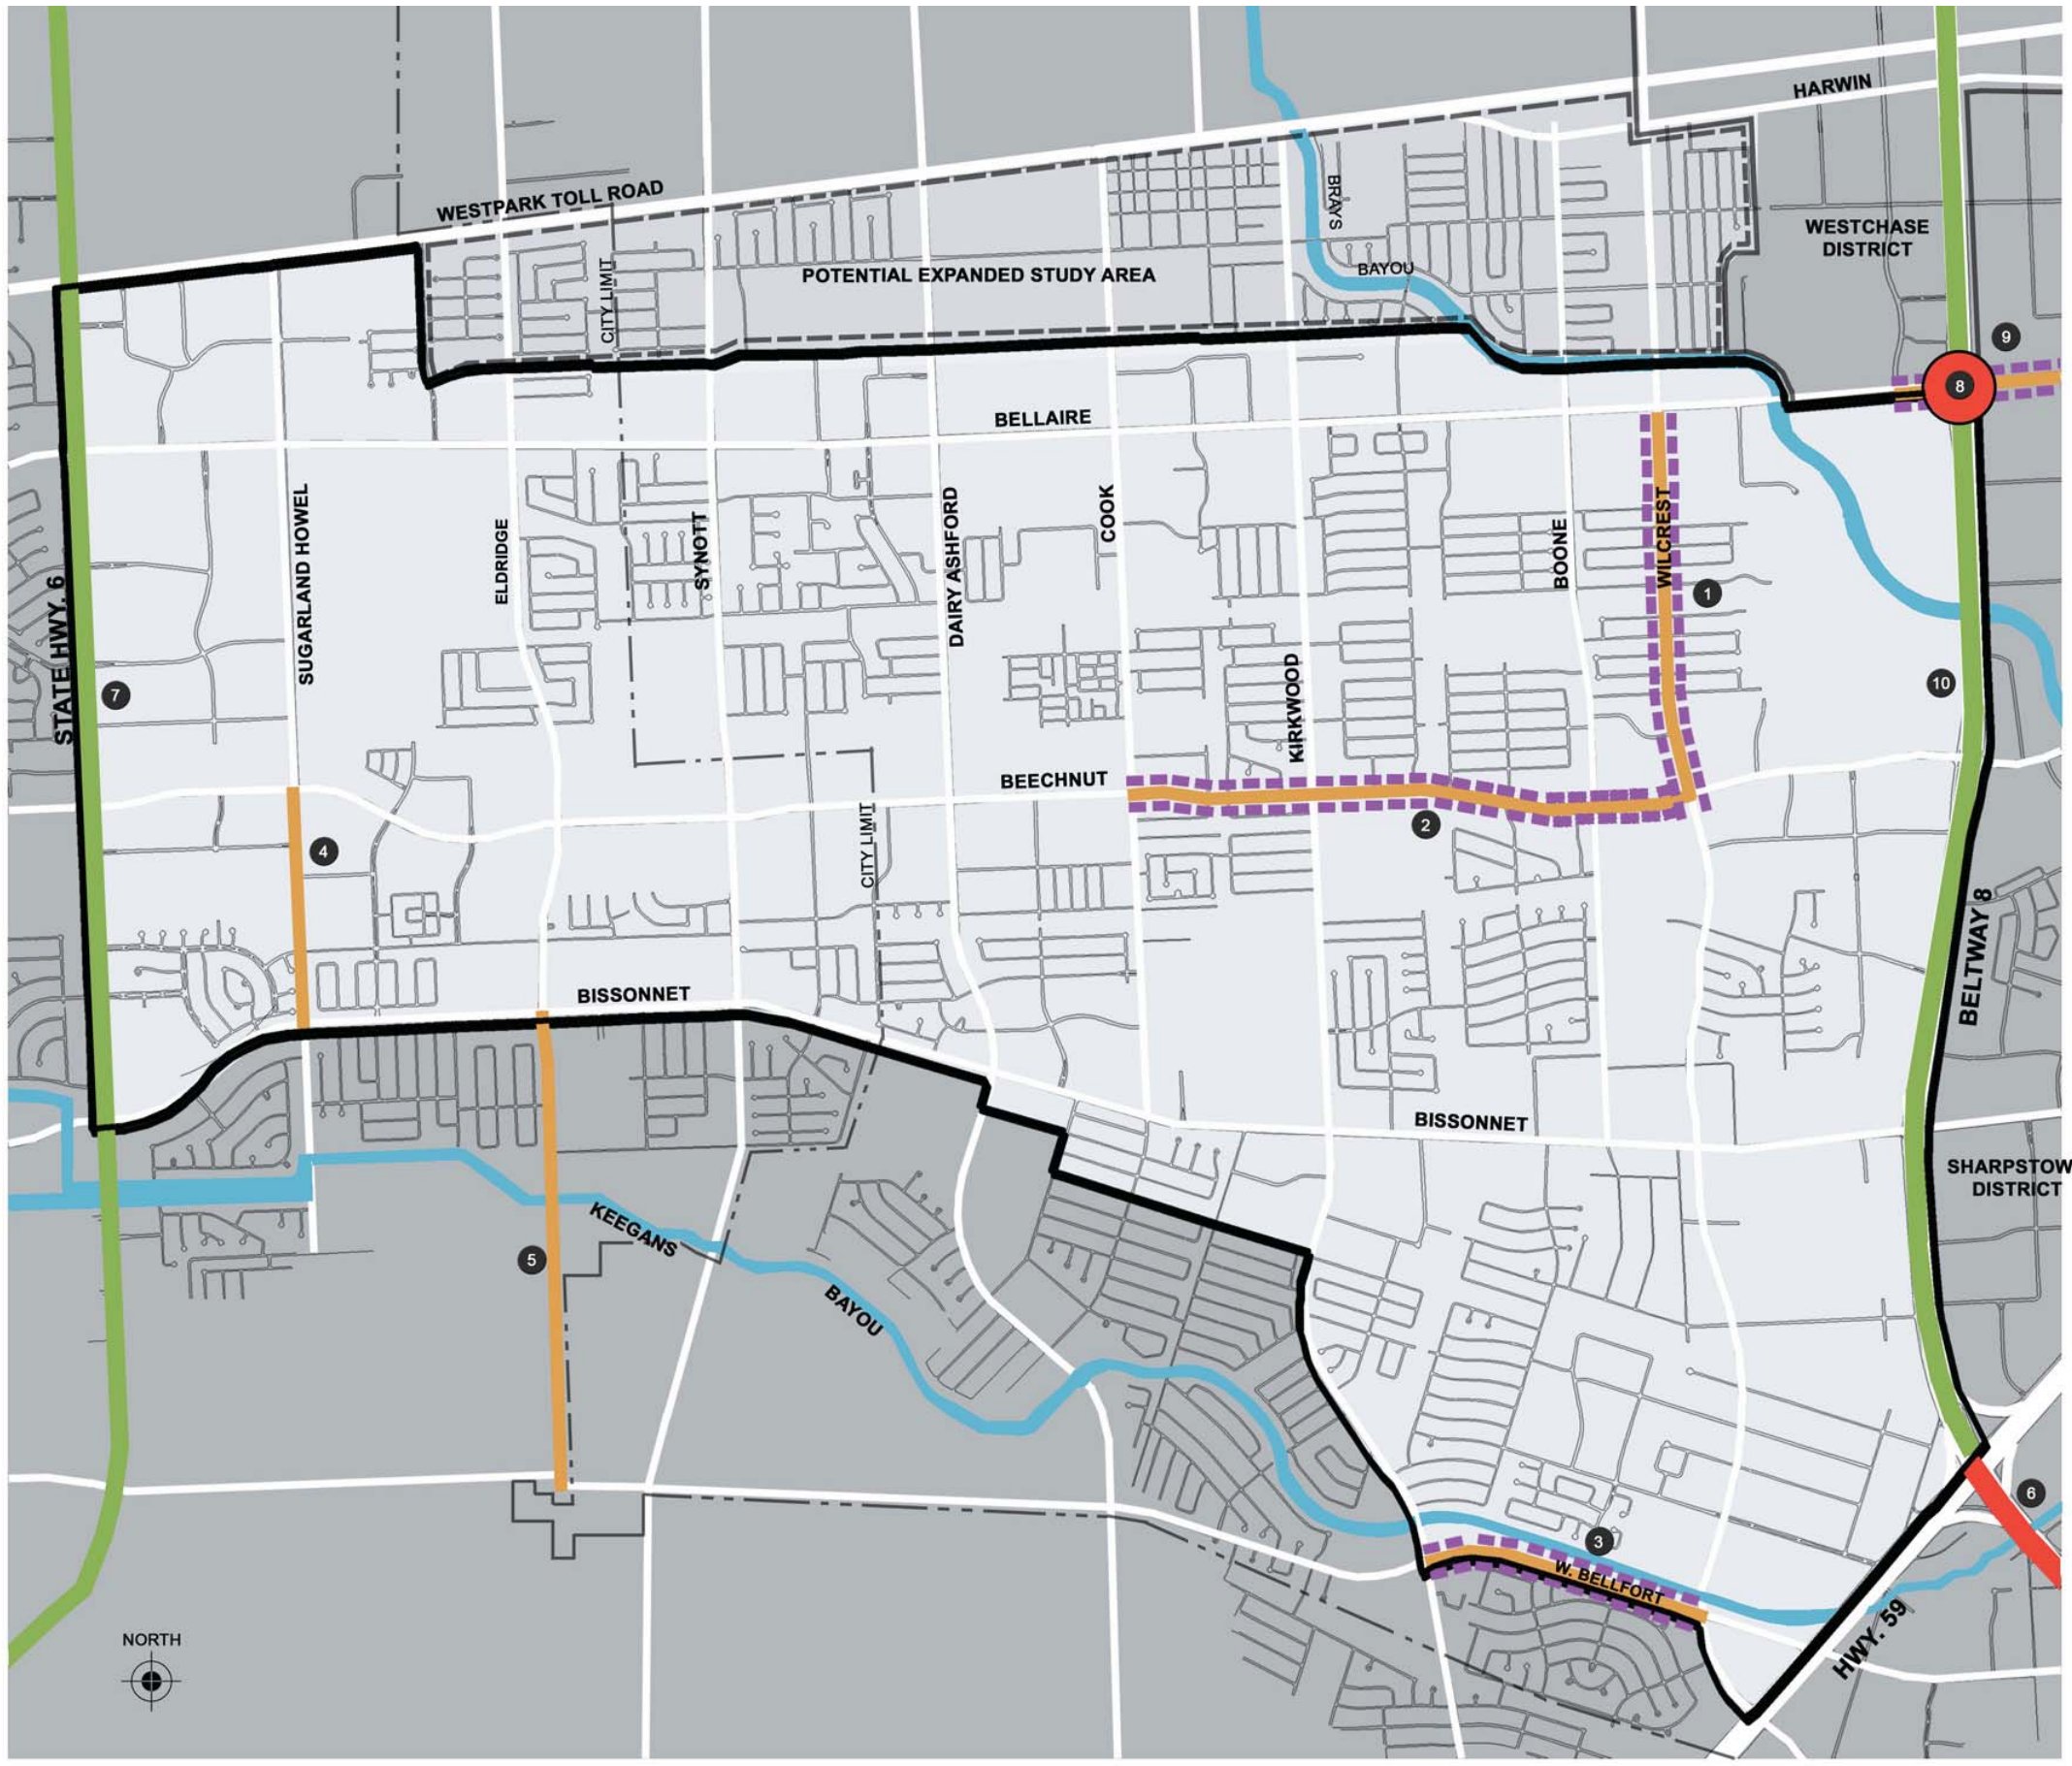 HARWIN
WESTPARK TOLL ROAD
BRAYS
WESTCHASE
DISTRICT
POTENTIAL EXPANDED STUDY AREA
BAYOU
CITY LIMIT
9
8
BELLAIRE
SUGARLAND HOWEL
ELDRIDGE
SYNOTT
DAIRY ASHFORD
COOK
BOONE
WILCREST
1
STATE HWY. 6
7
KIRKWOOD
10
BEECHNUT
2
4
CITY LIMIT
BELTWAY 8
BISSONNET
BISSONNET
SHARPSTOW
DISTRICT
KEEGANS
5
BAYOU
6
3
W. BELLFORT
HWY. 59
NORTH